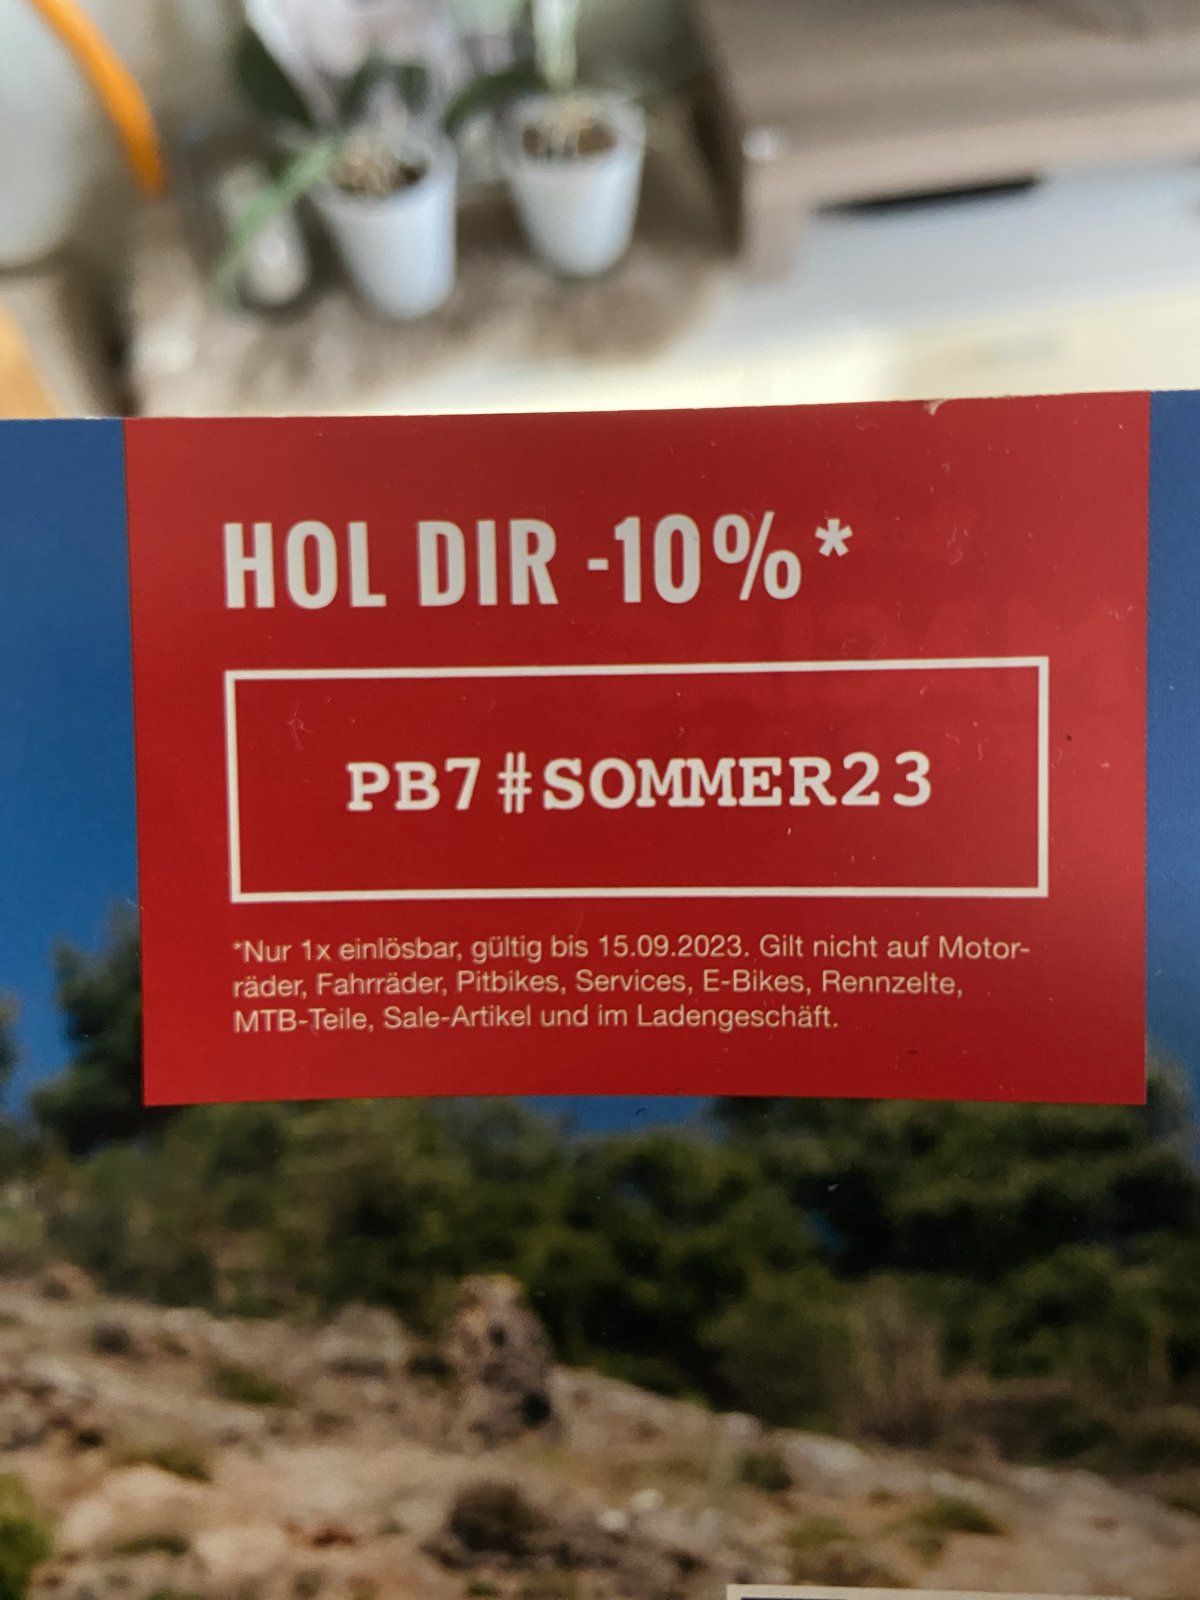 HOL DIR -10%*
PB7#SOMMER23
*Nur 1x einlösbar, gültig bis 15.09.2023. Gilt nicht auf Motor-
räder, Fahrräder, Pitbikes, Services, E-Bikes, Rennzelte,
MTB-Teile, Sale-Artikel und im Ladengeschäft.